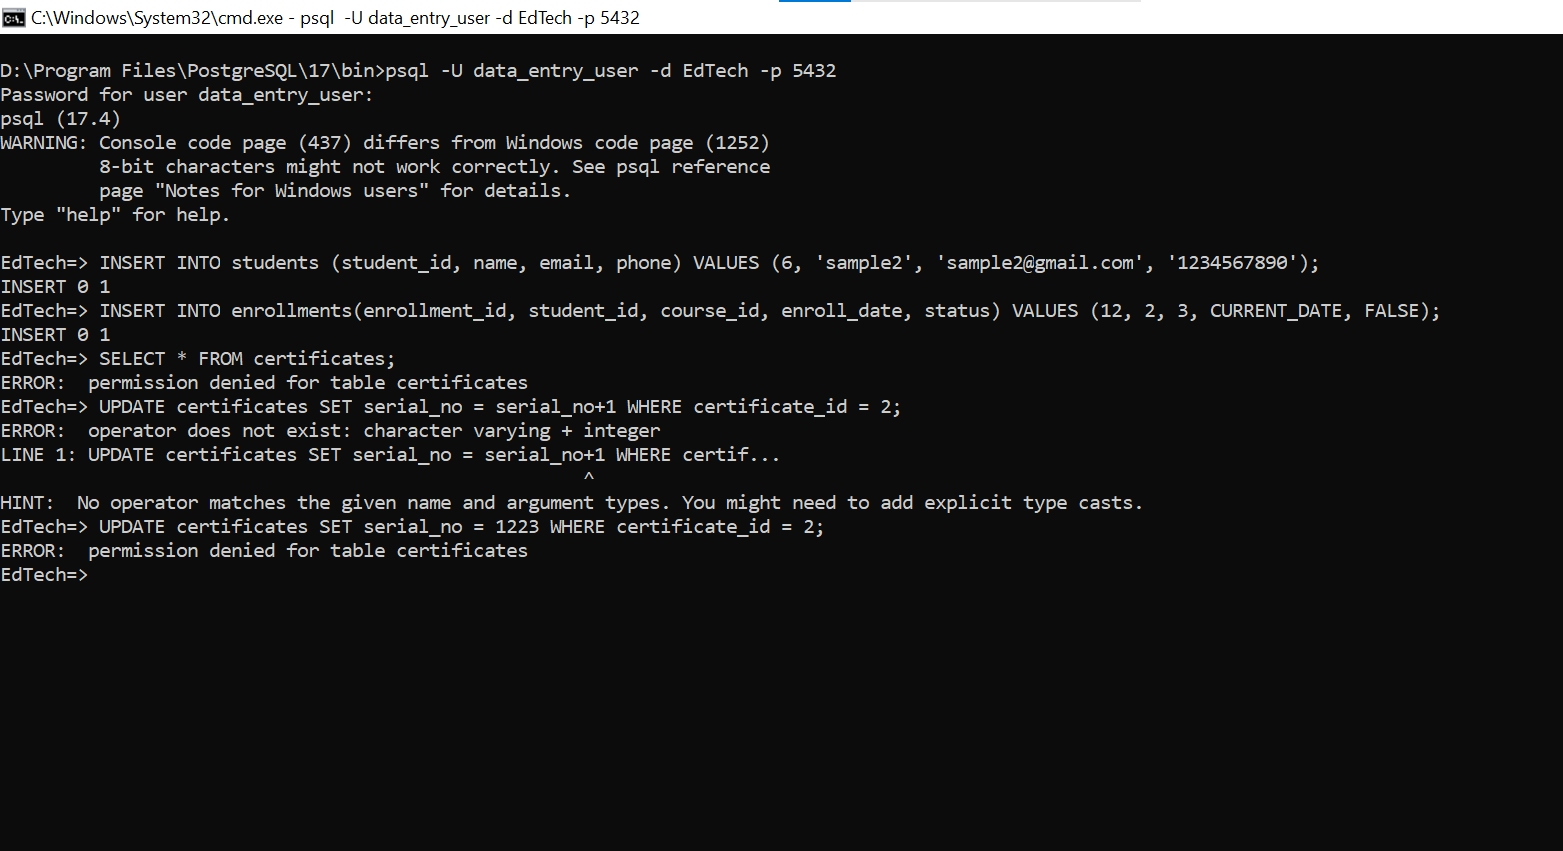 C:\Windows\System32\cmd.exe - psql  -U data_entry_user -d EdTech -p 5432
D:\Program Files\PostgreSQL\17\bin>psql -U data_entry_user -d EdTech -p 5432
Password for user data_entry_user:
psql (17.4)
WARNING: Console code page (437) differs from Windows code page (1252)
         8-bit characters might not work correctly. See psql reference
         page "Notes for Windows users" for details.
Type "help" for help.
EdTech=> INSERT INTO students (student_id, name, email, phone) VALUES (6, 'sample2', 'sample2@gmail.com', '1234567890');
INSERT 0 1
EdTech=> INSERT INTO enrollments(enrollment_id, student_id, course_id, enroll_date, status) VALUES (12, 2, 3, CURRENT_DATE, FALSE);
INSERT 0 1
EdTech=> SELECT * FROM certificates;
ERROR:  permission denied for table certificates
EdTech=> UPDATE certificates SET serial_no = serial_no+1 WHERE certificate_id = 2;
ERROR:  operator does not exist: character varying + integer
LINE 1: UPDATE certificates SET serial_no = serial_no+1 WHERE certif...
                                                     ^
HINT:  No operator matches the given name and argument types. You might need to add explicit type casts.
EdTech=> UPDATE certificates SET serial_no = 1223 WHERE certificate_id = 2;
ERROR:  permission denied for table certificates
EdTech=>